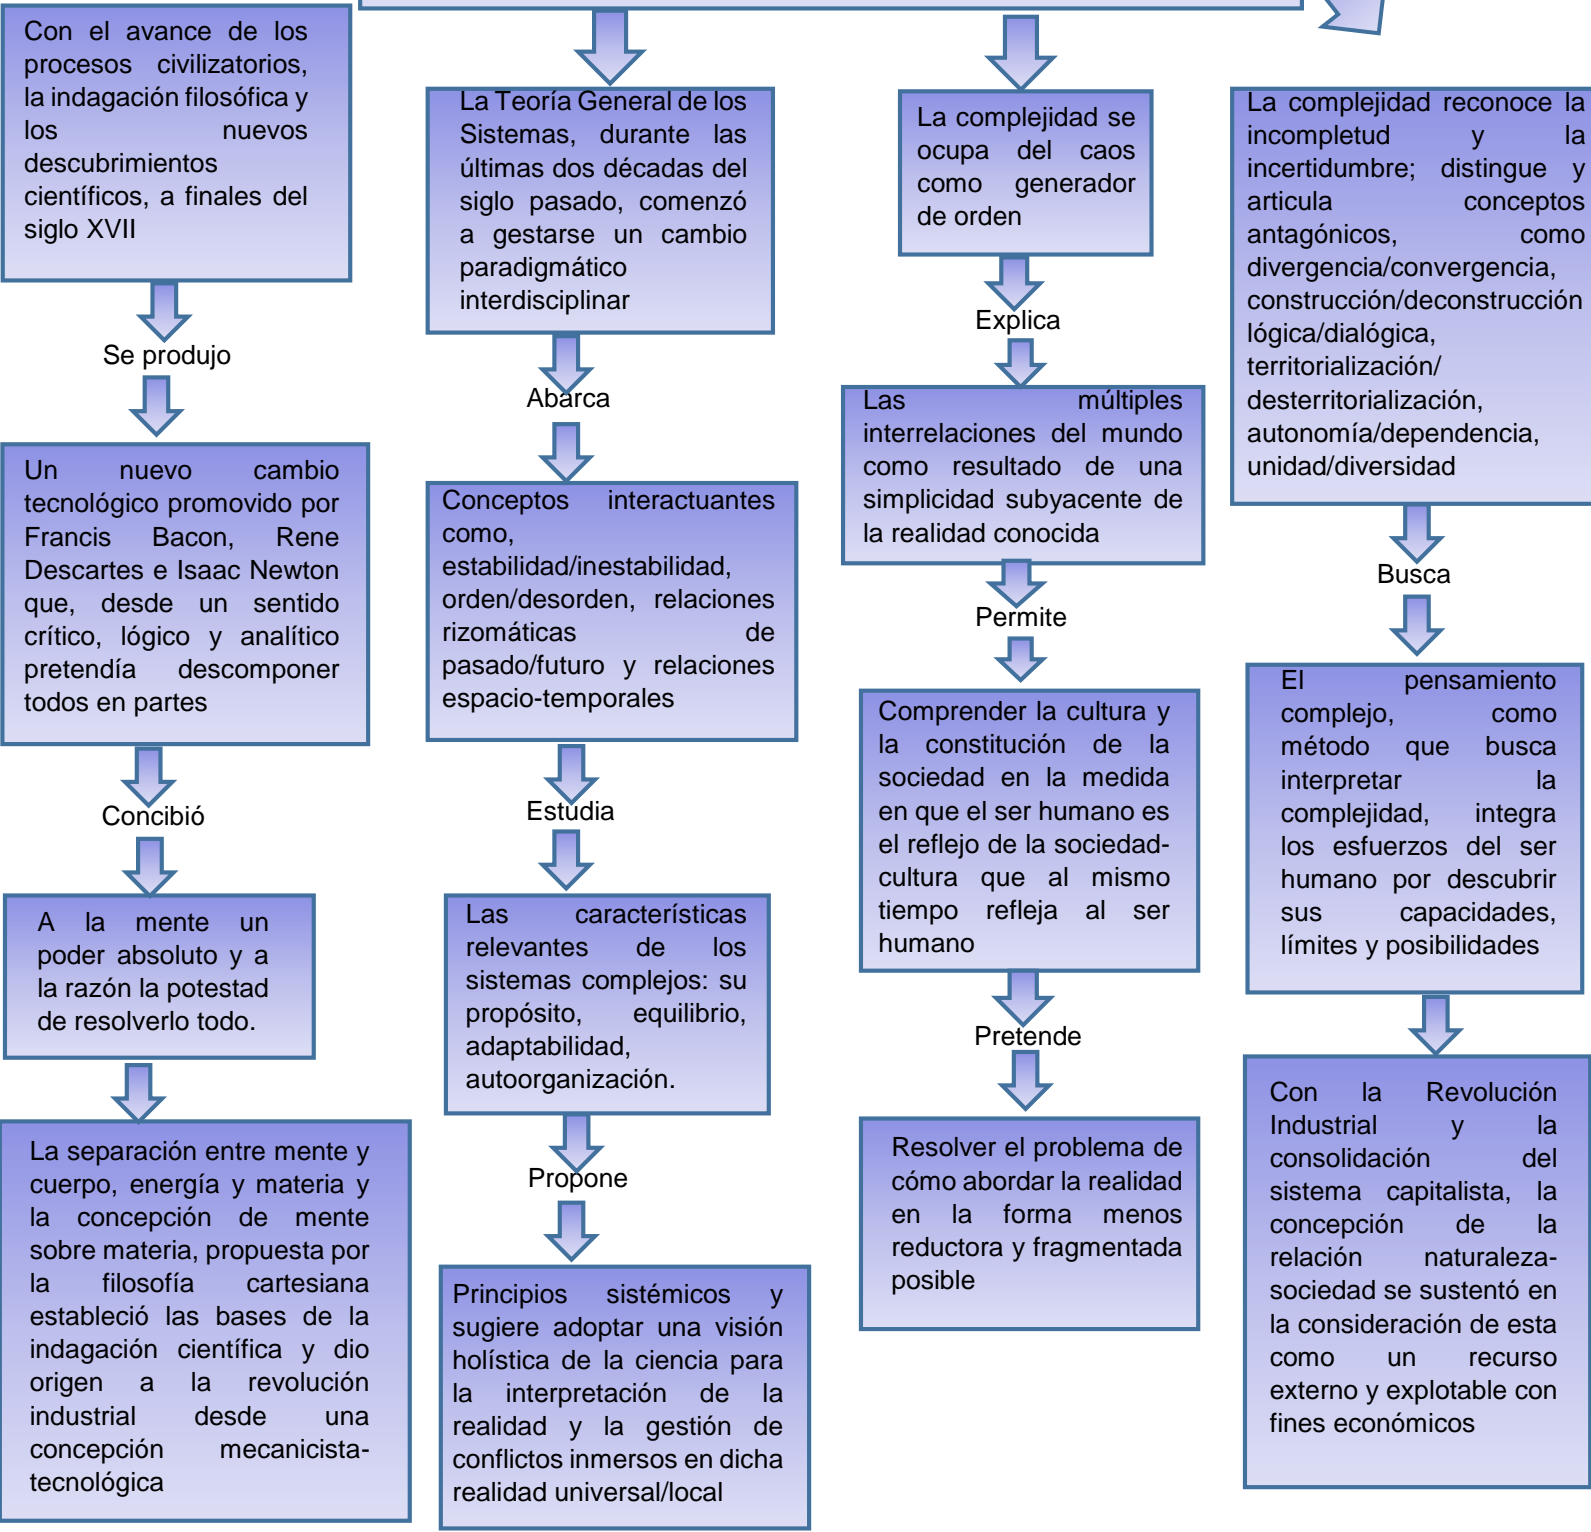 Con el avance de los
procesos civilizatorios,
la indagación filosófica y
los nuevos
descubrimientos
científicos, a finales del
siglo XVII
Se produjo
Un nuevo cambio
tecnológico promovido por
Francis Bacon, Rene
Descartes e Isaac Newton
que, desde un sentido
crítico, lógico y analítico
pretendía descomponer
todos en partes
Concibió
A la mente un
poder absoluto y a
la razón la potestad
de resolverlo todo.
La separación entre mente y
cuerpo, energía y materia y
la concepción de mente
sobre materia, propuesta por
la filosofía cartesiana
estableció las bases de la
indagación científica y dio
origen a la revolución
industrial desde una
concepción mecanicista-
tecnológica
La Teoría General de los
Sistemas, durante las
últimas dos décadas del
siglo pasado, comenzó
a gestarse un cambio
paradigmático
interdisciplinar
Abarca
Conceptos interactuantes
como,
estabilidad/inestabilidad,
orden/desorden, relaciones
rizomáticas de
pasado/futuro y relaciones
espacio-temporales
Estudia
Las características
relevantes de los
sistemas complejos: su
propósito, equilibrio,
adaptabilidad,
autoorganización.
Propone
Principios sistémicos y
sugiere adoptar una visión
holística de la ciencia para
la interpretación de la
realidad y la gestión de
conflictos inmersos en dicha
realidad universal/local
La complejidad se
ocupa del caos
como generador
de orden
Explica
Las múltiples
interrelaciones del mundo
como resultado de una
simplicidad subyacente de
la realidad conocida
Permite
Comprender la cultura y
la constitución de la
sociedad en la medida
en que el ser humano es
el reflejo de la sociedad-
cultura que al mismo
tiempo refleja al ser
humano
Pretende
Resolver el problema de
cómo abordar la realidad
en la forma menos
reductora y fragmentada
posible
La complejidad reconoce la
incompletud y la
incertidumbre; distingue y
articula conceptos
antagónicos, como
divergencia/convergencia,
construcción/deconstrucción
lógica/dialógica,
territorialización/
desterritorialización,
autonomía/dependencia,
unidad/diversidad
Busca
El pensamiento
complejo, como
método que busca
interpretar la
complejidad, integra
los esfuerzos del ser
humano por descubrir
sus capacidades,
límites y posibilidades
Con la Revolución
Industrial y la
consolidación del
sistema capitalista, la
concepción de la
relación naturaleza-
sociedad se sustentó en
la consideración de esta
como un recurso
externo y explotable con
fines económicos